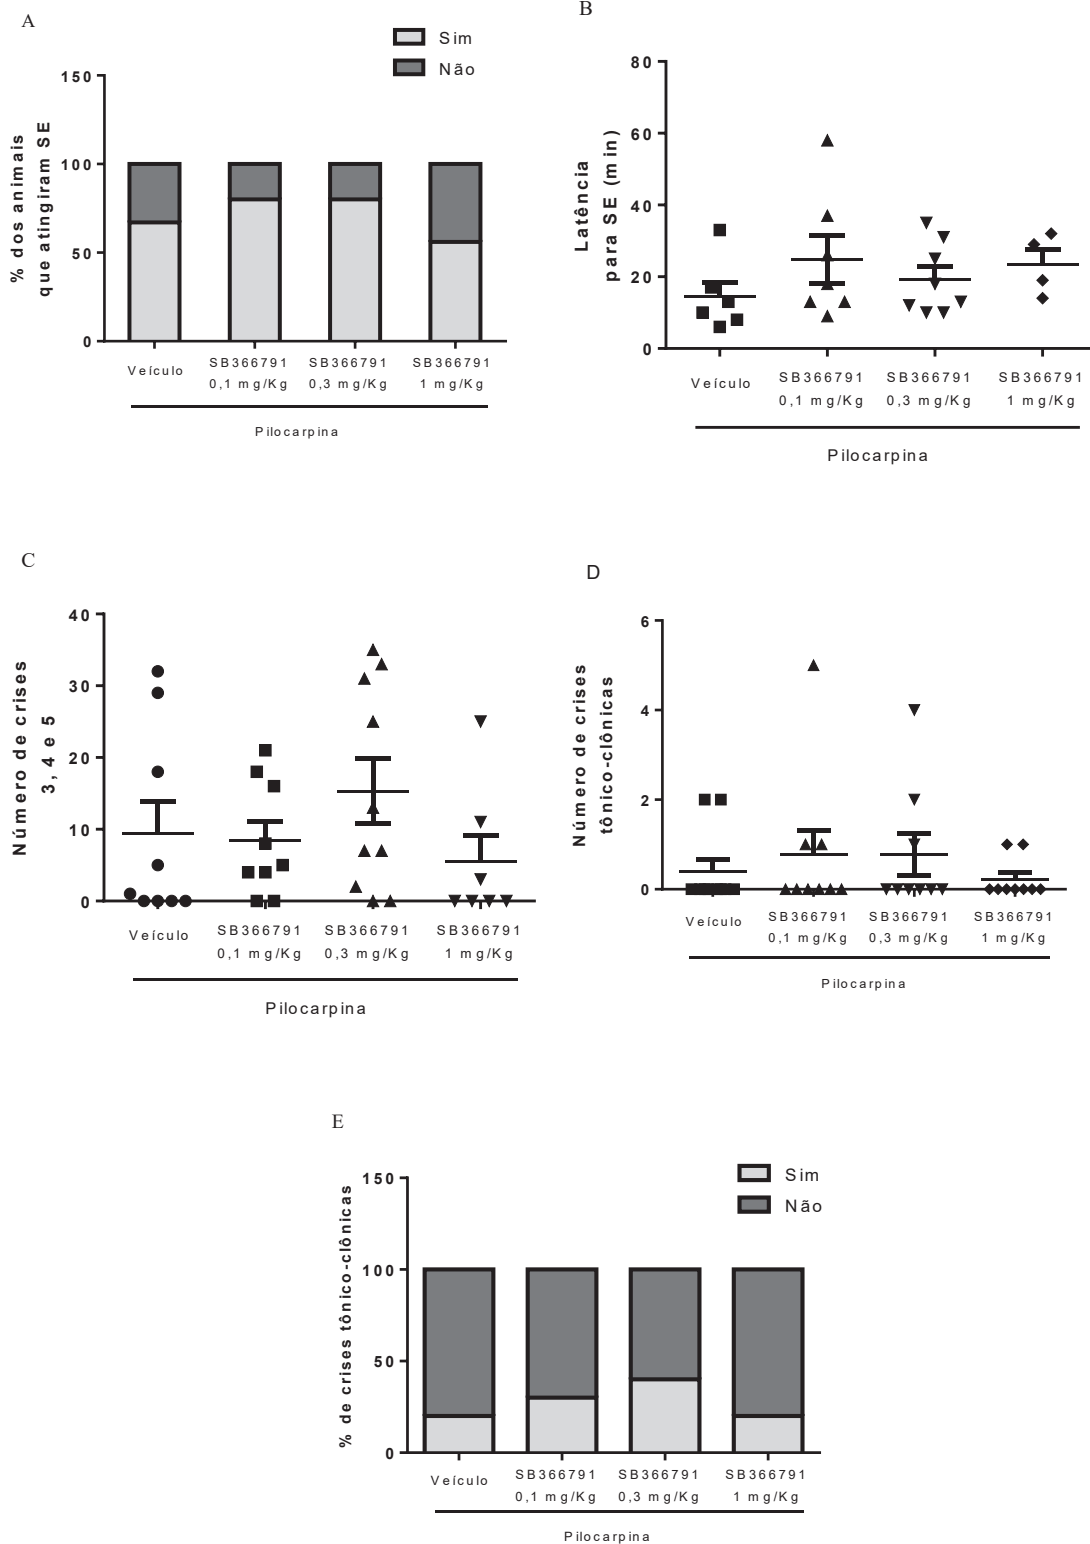 A
Sim
Não
% dos animais
que atingiram SE
150
100
50
0
Veículo
SB366791
0,1 mg/Kg
SB366791
0,3 mg/Kg
SB366791
1 mg/Kg
Pilocarpina
B
Latência
para SE (min)
80
60
40
20
0
Veículo
SB366791
0,1 mg/Kg
SB366791
0,3 mg/Kg
SB366791
1 mg/Kg
Pilocarpina
C
Número de crises
3, 4 e 5
40
30
20
10
0
Veículo
SB366791
0,1 mg/Kg
SB366791
0,3 mg/Kg
SB366791
1 mg/Kg
Pilocarpina
D
Número de crises
tônico-clônicas
6
4
2
0
Veículo
SB366791
0,1 mg/Kg
SB366791
0,3 mg/Kg
SB366791
1 mg/Kg
Pilocarpina
E
Sim
Não
% de crises tônico-clônicas
150
100
50
0
Veículo
SB366791
0,1 mg/Kg
SB366791
0,3 mg/Kg
SB366791
1 mg/Kg
Pilocarpina